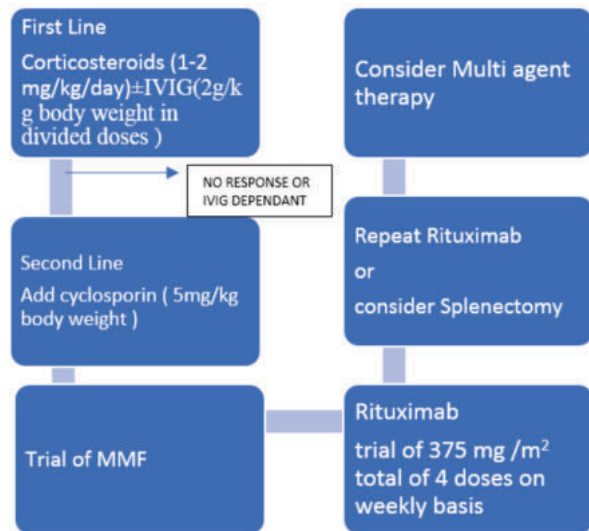 First Line
Corticosteroids (1-2
mg/kg/day)±IVIG(2g/k
g body weight in
divided doses )
NO RESPONSE OR
IVIG DEPENDANT
Second Line
Add cyclosporin ( 5mg/kg
body weight )
Trial of MMF
Rituximab
trial of 375 mg /m²
total of 4 doses on
weekly basis
Repeat Rituximab
or
consider Splenectomy
Consider Multi agent
therapy